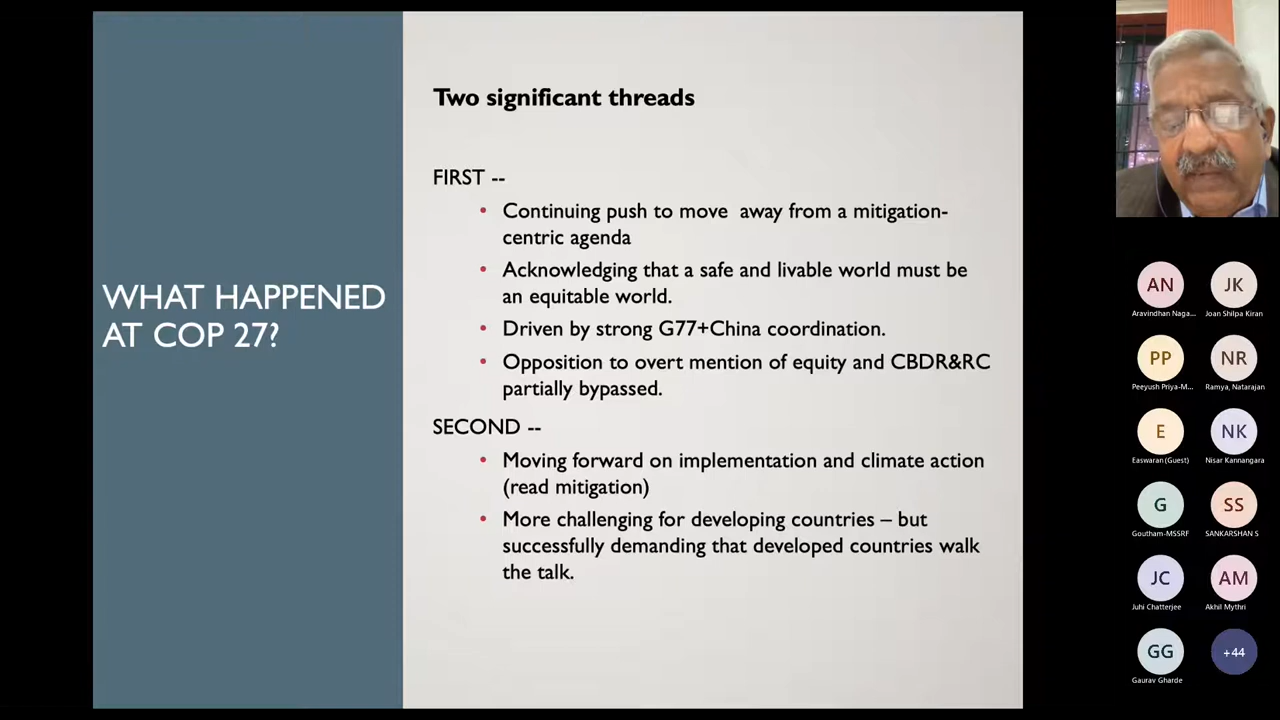 WHAT HAPPENED
AT COP 27?
Two significant threads
FIRST --
• Continuing push to move  away from a mitigation-
centric agenda
• Acknowledging that a safe and livable world must be
an equitable world.
• Driven by strong G77+China coordination.
• Opposition to overt mention of equity and CBDR&RC
partially bypassed.
SECOND --
• Moving forward on implementation and climate action
(read mitigation)
• More challenging for developing countries – but
successfully demanding that developed countries walk
the talk.
AN JK
Aravindhan Naga... Joan Shilpa Kiran
PP NR
Peeyush Priya-M... Ramya, Natarajan
E NK
Easwaran (Guest) Nisar Kannangara
G SS
Goutham-MSSRF SANKARSHAN S
JC AM
Juhi Chatterjee Akhil Mythri
GG +44
Gaurav Gharde